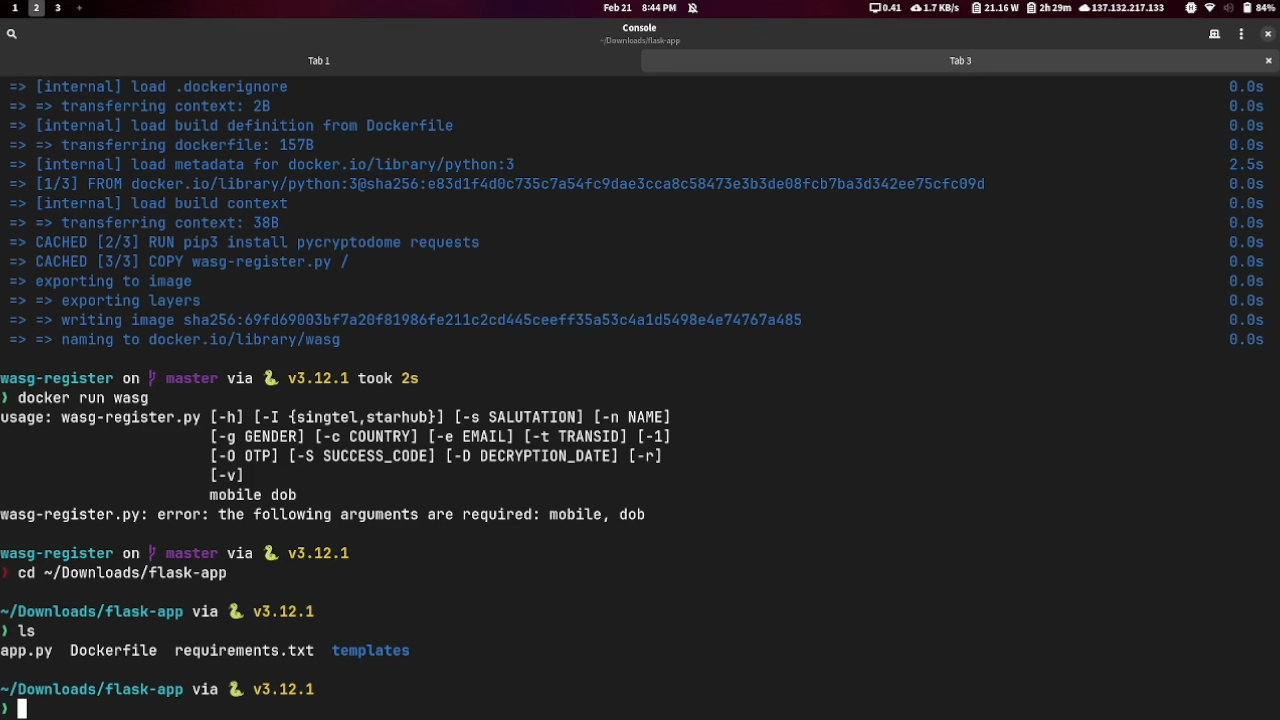 1 2 3 + Feb 21 8:44 PM 0.41 1.7 KB/s 21.16 W 2h 29m 137.132.217.133 84%
Console
~/Downloads/flask-app
Tab 1 Tab 3
=> [internal] load .dockerignore 0.0s
=> => transferring context: 2B 0.0s
=> [internal] load build definition from Dockerfile 0.0s
=> => transferring dockerfile: 157B 0.0s
=> [internal] load metadata for docker.io/library/python:3 2.5s
=> [1/3] FROM docker.io/library/python:3@sha256:e83d1f4d0c735c7a54fc9dae3cca8c58473e3b3de08fcb7ba3d342ee75cfc09d 0.0s
=> [internal] load build context 0.0s
=> => transferring context: 38B 0.0s
=> CACHED [2/3] RUN pip3 install pycryptodome requests 0.0s
=> CACHED [3/3] COPY wasg-register.py / 0.0s
=> exporting to image 0.0s
=> => exporting layers 0.0s
=> => writing image sha256:69fd69003bf7a20f81986fe211c2cd445ceeff35a53c4a1d5498e4e74767a485 0.0s
=> => naming to docker.io/library/wasg 0.0s
wasg-register on master via 🐍 v3.12.1 took 2s
❯ docker run wasg
usage: wasg-register.py [-h] [-I {singtel,starhub}] [-s SALUTATION] [-n NAME]
[-g GENDER] [-c COUNTRY] [-e EMAIL] [-t TRANSID] [-1]
[-O OTP] [-S SUCCESS_CODE] [-D DECRYPTION_DATE] [-r]
[-v]
mobile dob
wasg-register.py: error: the following arguments are required: mobile, dob
wasg-register on master via 🐍 v3.12.1
❯ cd ~/Downloads/flask-app
~/Downloads/flask-app via 🐍 v3.12.1
❯ ls
app.py Dockerfile requirements.txt templates
~/Downloads/flask-app via 🐍 v3.12.1
❯